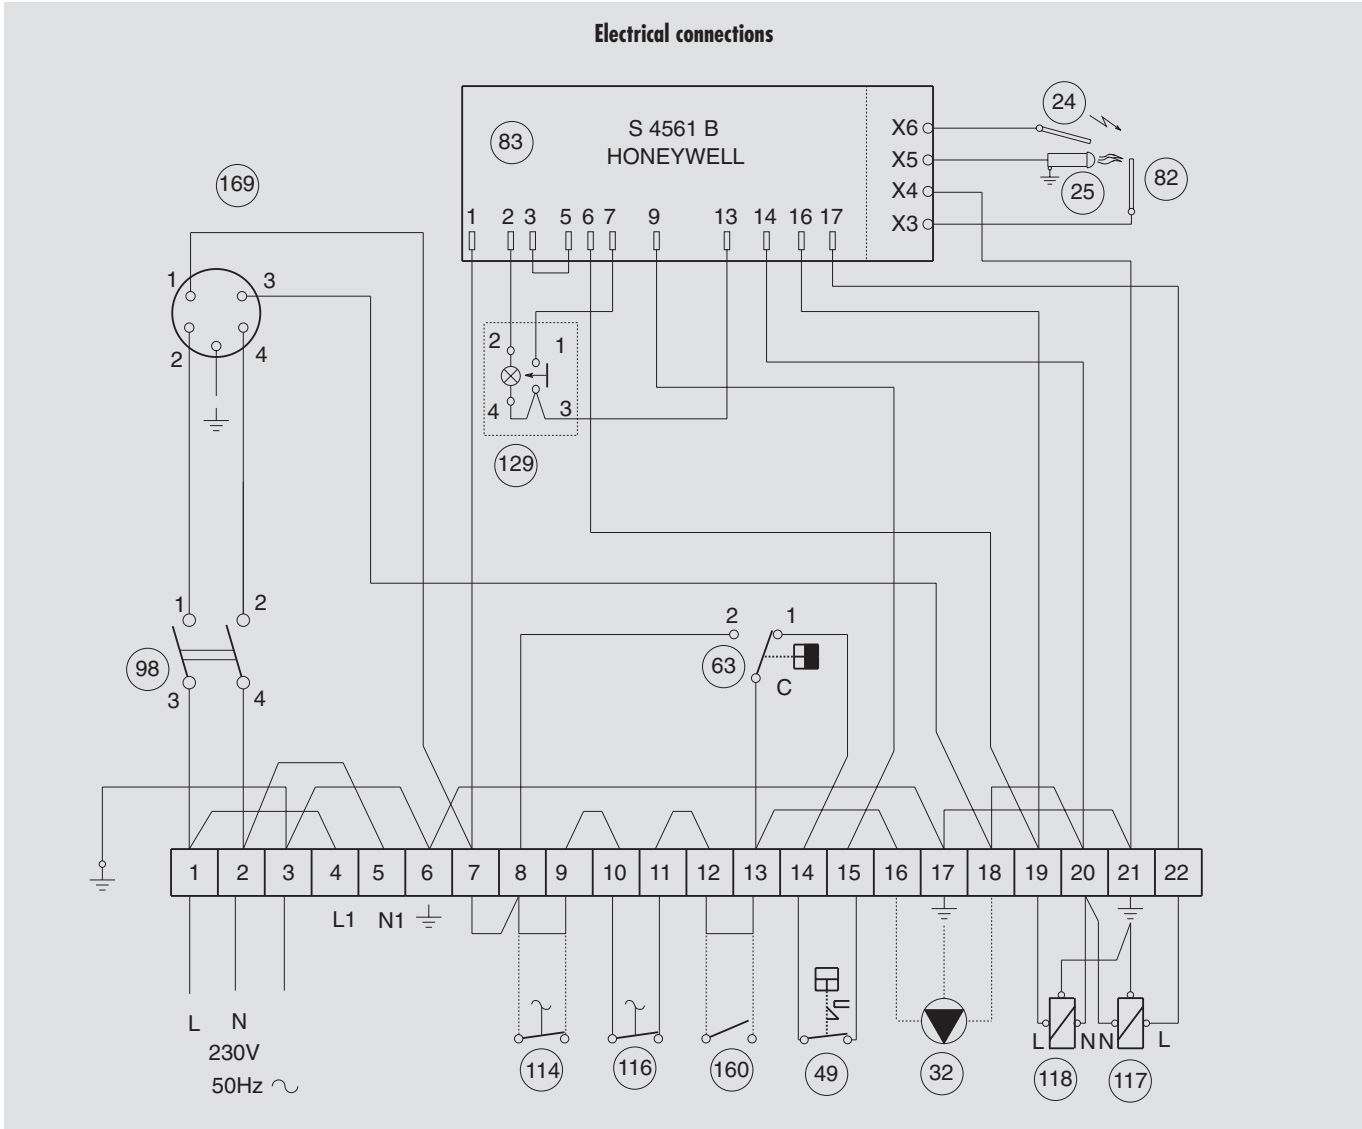 Electrical connections
S 4561 B
HONEYWELL
83
X6
X5
X4
X3
24
25
82
169
1 2 3 5 6 7 9 13 14 16 17
1 3
2 4
2 1
4 3
129
1 2
98
3 4
2 1
63
C
1 2 3 4 5 6 7 8 9 10 11 12 13 14 15 16 17 18 19 20 21 22
L1 N1
L N
230V
50Hz
L N N L
114 116 160 49 32 118 117